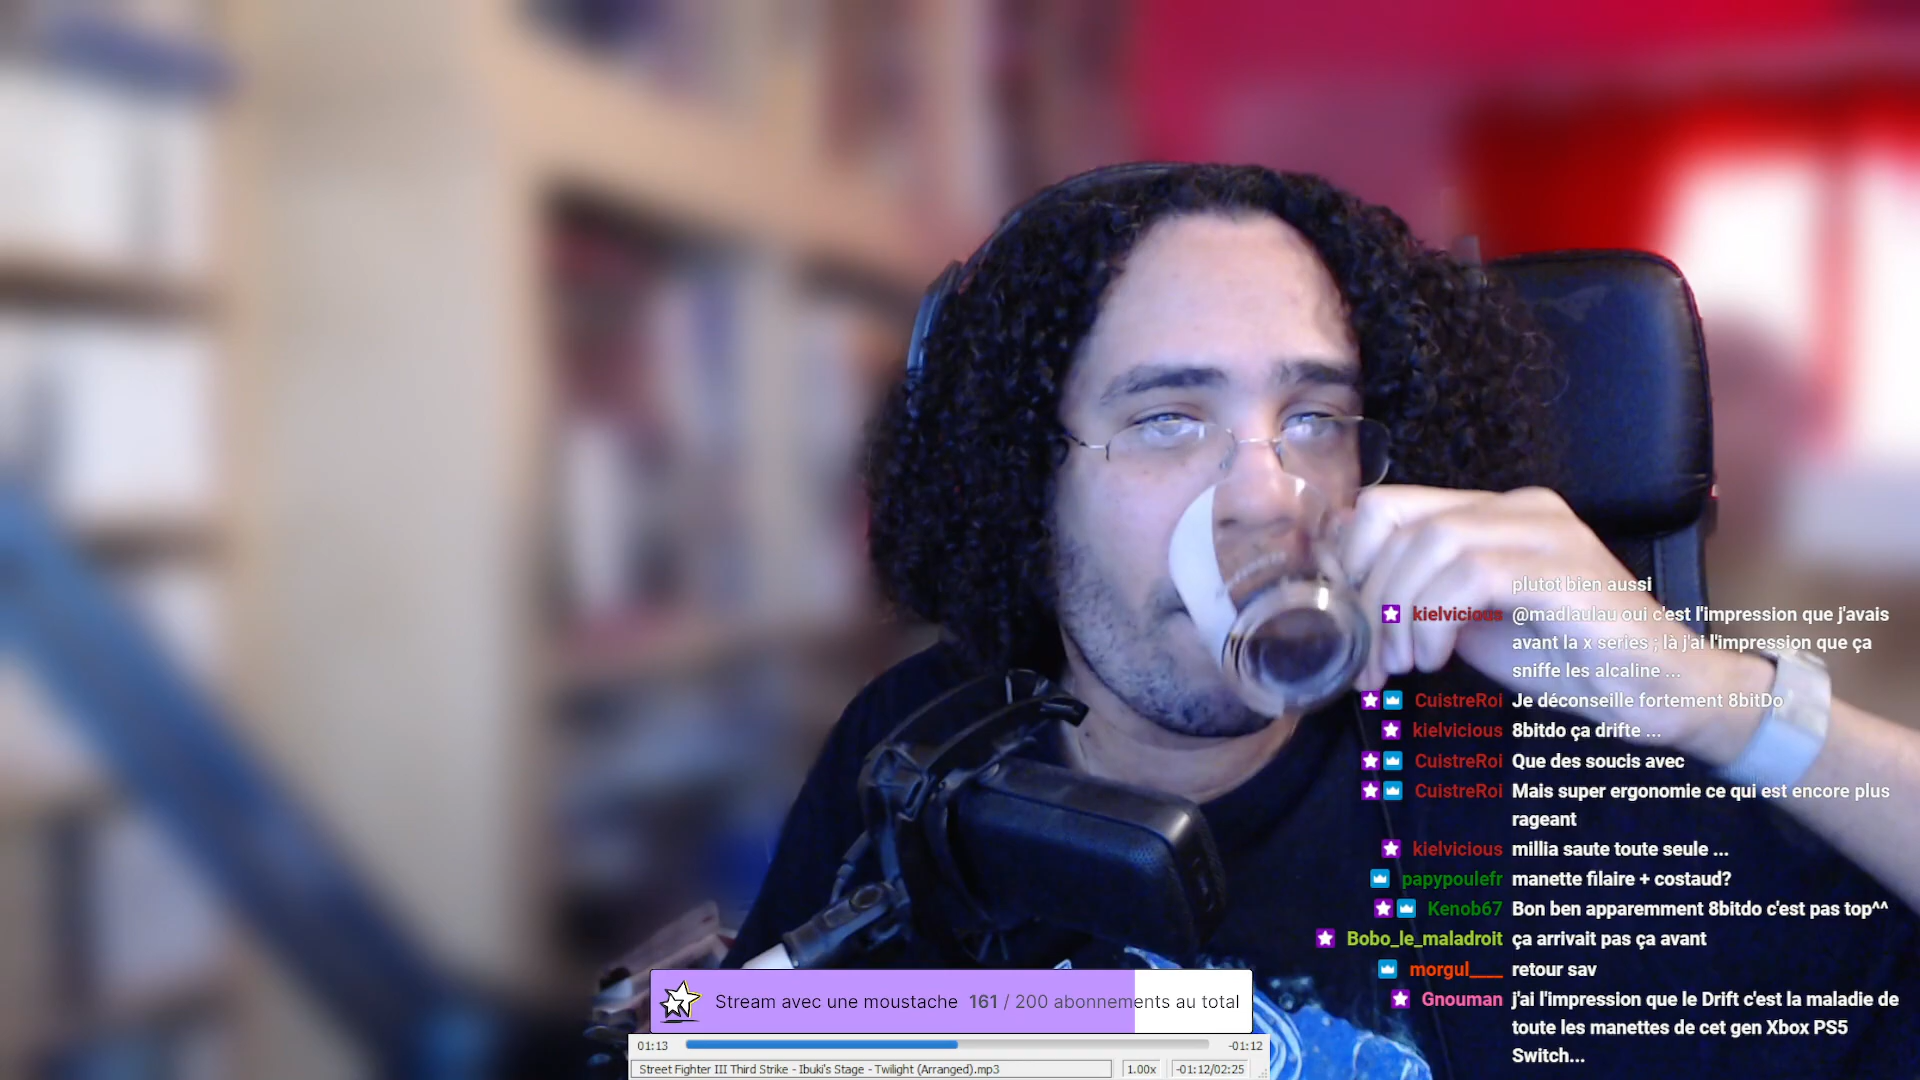 plutot bien aussi
kielvicious @madlaulau oui c'est l'impression que j'avais
avant la x series ; là j'ai l'impression que ça
sniffe les alcaline ...
CuistreRoi Je déconseille fortement 8bitDo
kielvicious 8bitdo ça drifte ...
CuistreRoi Que des soucis avec
CuistreRoi Mais super ergonomie ce qui est encore plus
rageant
kielvicious millia saute toute seule ...
papypoulefr manette filaire + costaud?
Kenob67 Bon ben apparemment 8bitdo c'est pas top^^
Bobo_le_maladroit ça arrivait pas ça avant
morgul____ retour sav
Gnouman j'ai l'impression que le Drift c'est la maladie de
toute les manettes de cet gen Xbox PS5
Switch...
Stream avec une moustache 161 / 200 abonnements au total
01:13 -01:12
Street Fighter III Third Strike - Ibuki's Stage - Twilight (Arranged).mp3 1.00x -01:12/02:25